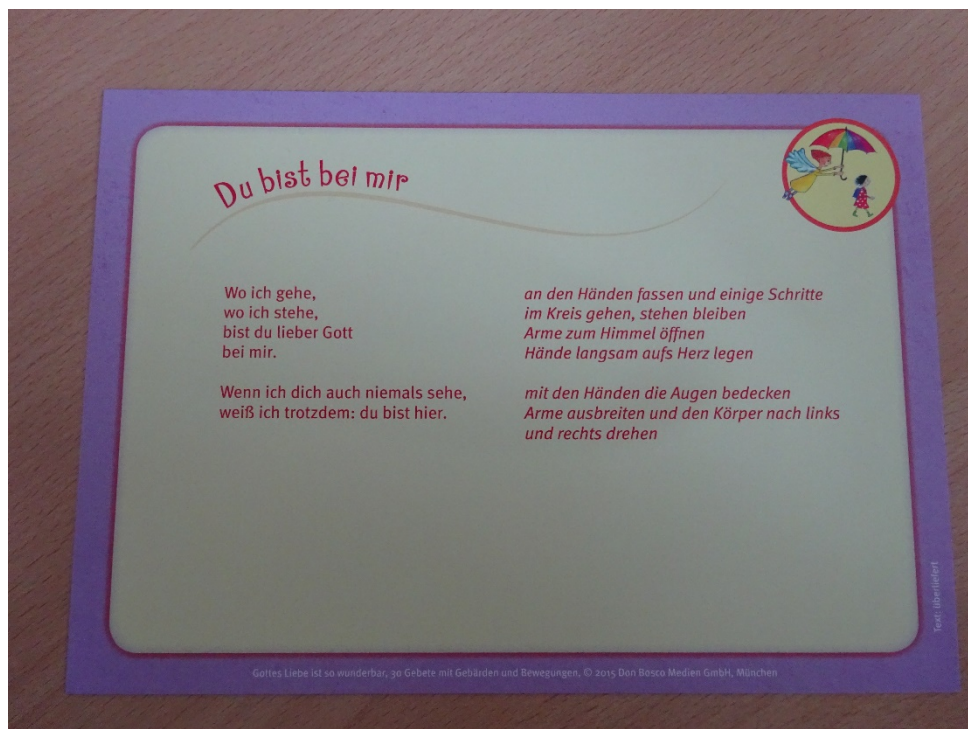 Du bist bei mir
Wo ich gehe,
wo ich stehe,
bist du lieber Gott
bei mir.
Wenn ich dich auch niemals sehe,
weiß ich trotzdem: du bist hier.
an den Händen fassen und einige Schritte
im Kreis gehen, stehen bleiben
Arme zum Himmel öffnen
Hände langsam aufs Herz legen
mit den Händen die Augen bedecken
Arme ausbreiten und den Körper nach links
und rechts drehen
Text: überliefert
Gottes Liebe ist so wunderbar, 30 Gebete mit Gebärden und Bewegungen, © 2015 Don Bosco Medien GmbH, München